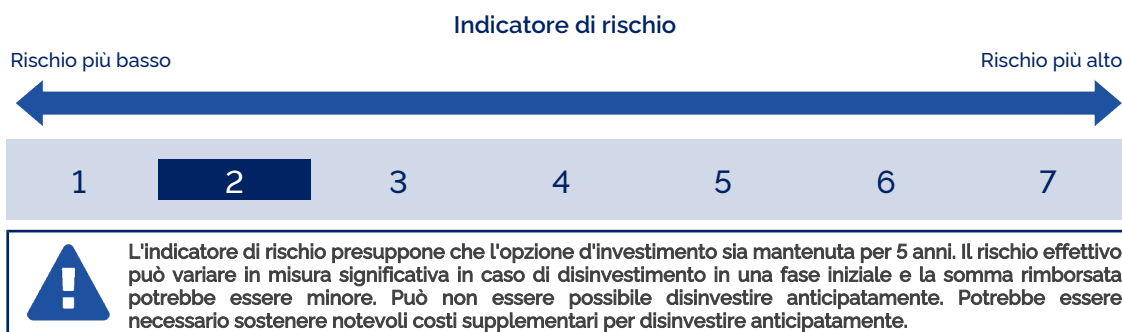 Indicatore di rischio
Rischio più basso
Rischio più alto
1 2 3 4 5 6 7
L'indicatore di rischio presuppone che l'opzione d'investimento sia mantenuta per 5 anni. Il rischio effettivo
può variare in misura significativa in caso di disinvestimento in una fase iniziale e la somma rimborsata
potrebbe essere minore. Può non essere possibile disinvestire anticipatamente. Potrebbe essere
necessario sostenere notevoli costi supplementari per disinvestire anticipatamente.